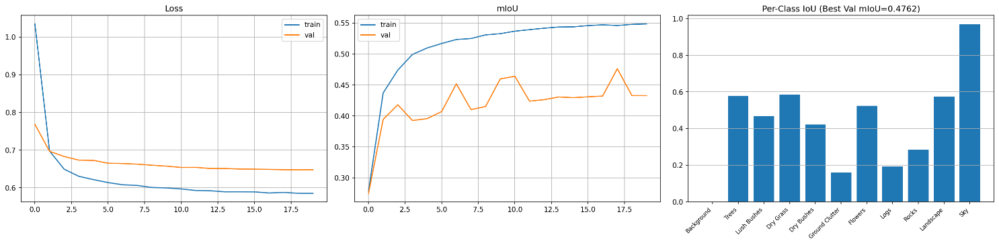 Loss
train
val
1.0
0.9
0.8
0.7
0.6
0.0 2.5 5.0 7.5 10.0 12.5 15.0 17.5
mIoU
train
val
0.55
0.50
0.45
0.40
0.35
0.30
0.0 2.5 5.0 7.5 10.0 12.5 15.0 17.5
Per-Class IoU (Best Val mIoU=0.4762)
1.0
0.8
0.6
0.4
0.2
0.0
Background
Trees
Lush Bushes
Dry Grass
Dry Bushes
Ground Clutter
Flowers
Logs
Rocks
Landscape
Sky